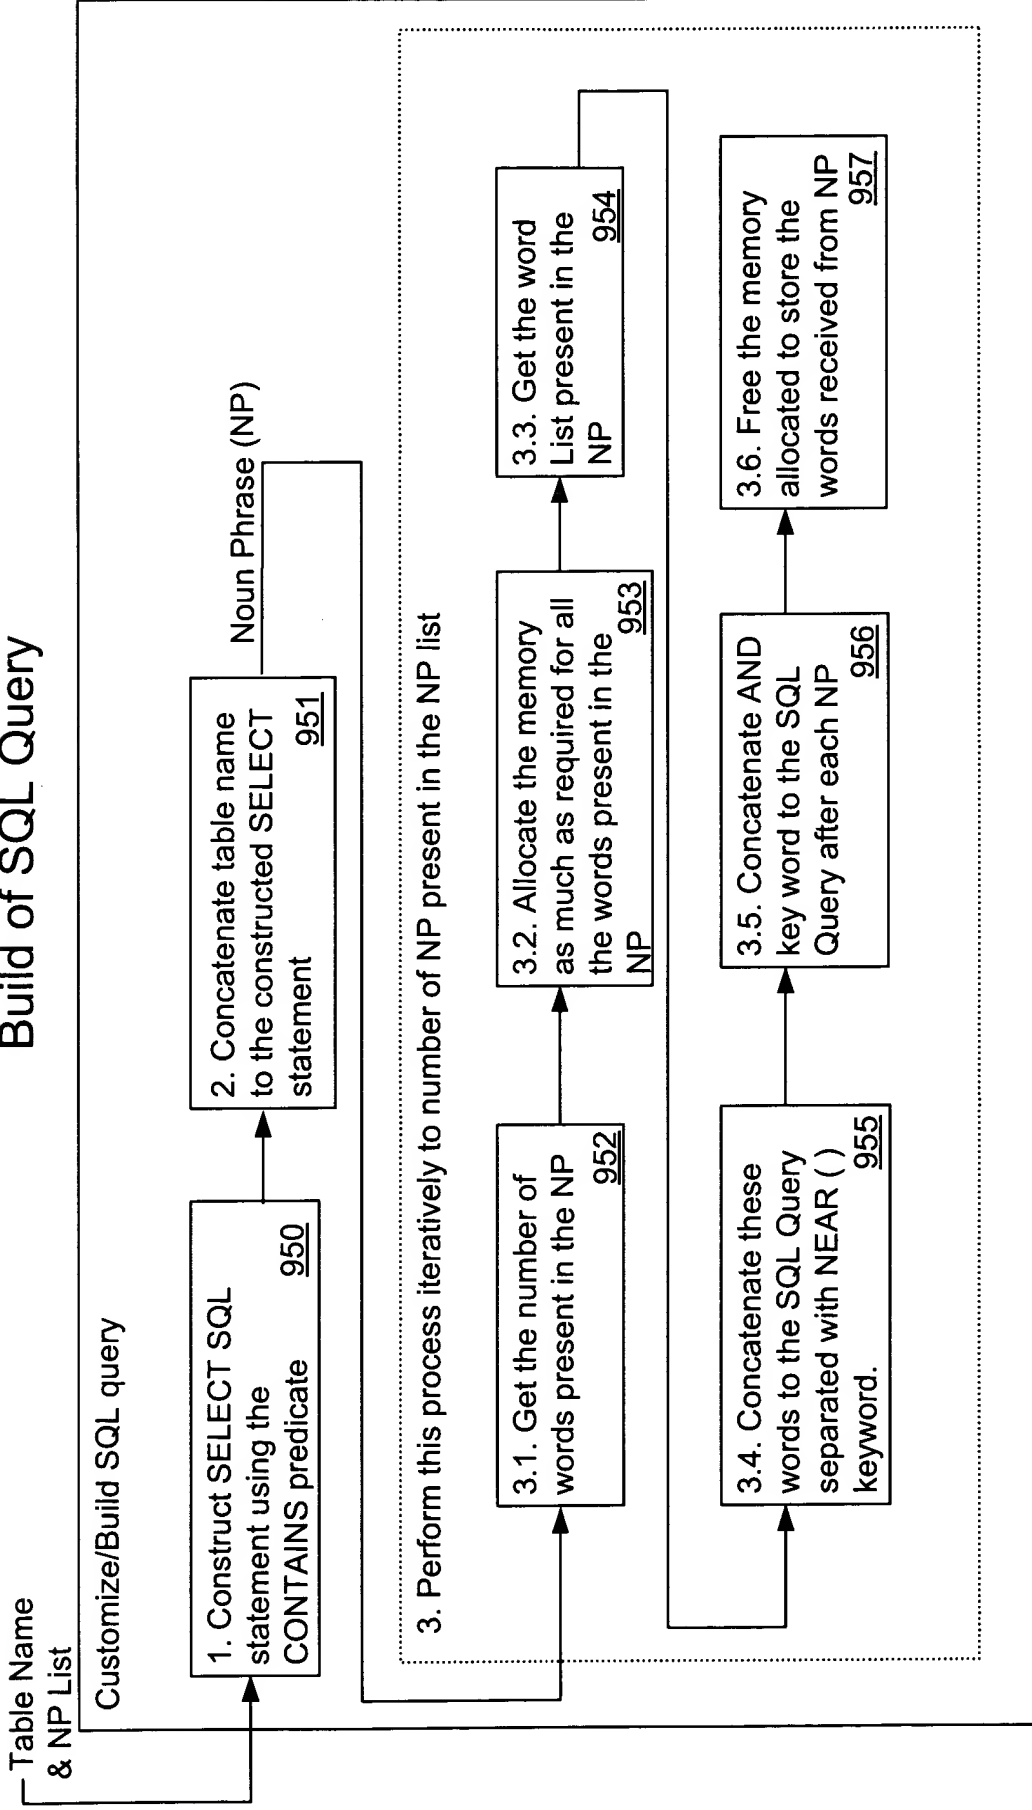 Build of SQL Query
Table Name
& NP List
Customize/Build SQL query
1. Construct SELECT SQL
statement using the
CONTAINS predicate
950
2. Concatenate table name
to the constructed SELECT
statement
951
Noun Phrase (NP)
3. Perform this process iteratively to number of NP present in the NP list
3.1. Get the number of
words present in the NP
952
3.2. Allocate the memory
as much as required for all
the words present in the
NP
953
3.3. Get the word
List present in the
NP
954
3.4. Concatenate these
words to the SQL Query
separated with NEAR ( )
keyword.
955
3.5. Concatenate AND
key word to the SQL
Query after each NP
956
3.6. Free the memory
allocated to store the
words received from NP
957